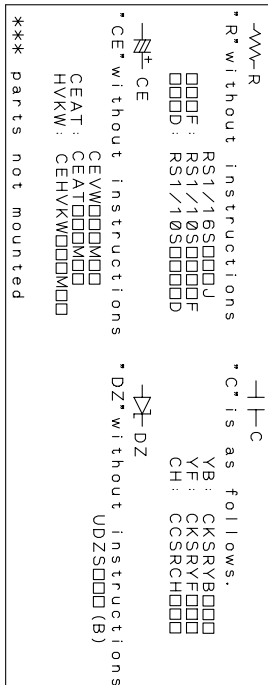 R
"R"without instructions
RS1/16S□□□J
□□□F: RS1/10S□□□□F
□□□D: RS1/10S□□□□D
+ CE
"CE"without instructions
CEVW□□□M□□
CEAT: CEAT□□□M□□
HVKW: CEHVKW□□□M□□
*** parts not mounted
C
"C"is as follows.
YB: CKSRYB□□□
YF: CKSRYF□□□
CH: CCSRCH□□□
DZ
"DZ"without instructions
UDZS□□□(B)